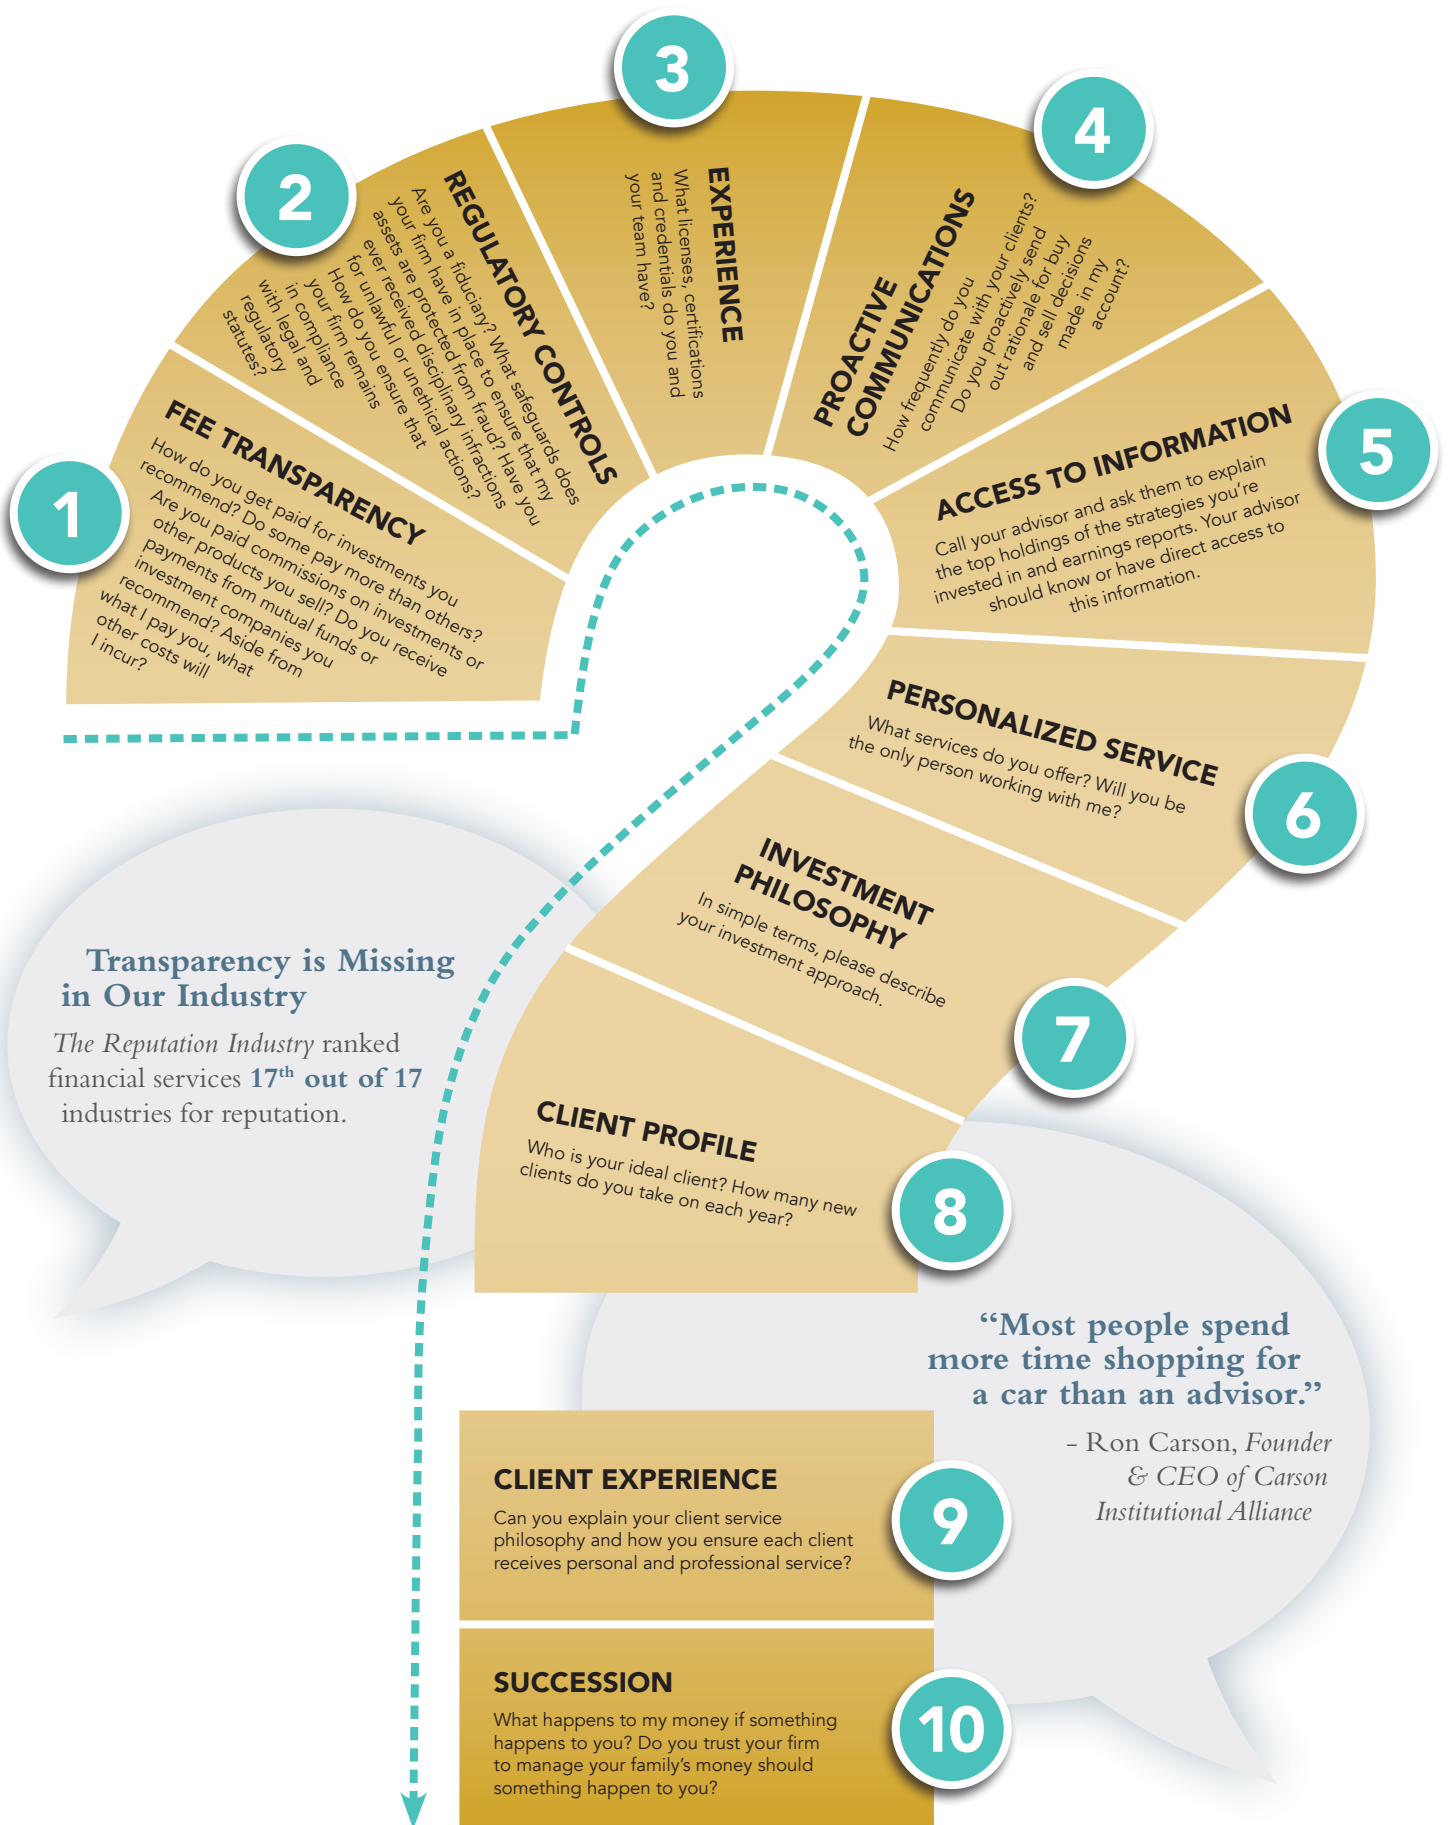 1
FEE TRANSPARENCY
How do you get paid for investments you
recommend? Do some pay more than others?
Are you paid commissions on investments or
other products you sell? Do you receive
payments from mutual funds or
investment companies you
recommend? Aside from
what I pay you, what
other costs will
I incur?
2
REGULATORY CONTROLS
Are you a fiduciary? What safeguards does
your firm have in place to ensure that my
assets are protected from fraud? Have you
ever received disciplinary infractions
for unlawful or unethical actions?
How do you ensure that
your firm remains
in compliance
with legal and
regulatory
statutes?
3
EXPERIENCE
What licenses, certifications
and credentials do you and
your team have?
4
PROACTIVE
COMMUNICATIONS
How frequently do you
communicate with your clients?
Do you proactively send
out rationale for buy
and sell decisions
made in my
account?
5
ACCESS TO INFORMATION
Call your advisor and ask them to explain
the top holdings of the strategies you're
invested in and earnings reports. Your advisor
should know or have direct access to
this information.
6
PERSONALIZED SERVICE
What services do you offer? Will you be
the only person working with me?
7
INVESTMENT
PHILOSOPHY
In simple terms, please describe
your investment approach.
8
CLIENT PROFILE
Who is your ideal client? How many new
clients do you take on each year?
Transparency is Missing
in Our Industry
The Reputation Industry ranked
financial services 17th out of 17
industries for reputation.
“Most people spend
more time shopping for
a car than an advisor.”
- Ron Carson, Founder
& CEO of Carson
Institutional Alliance
9
CLIENT EXPERIENCE
Can you explain your client service
philosophy and how you ensure each client
receives personal and professional service?
10
SUCCESSION
What happens to my money if something
happens to you? Do you trust your firm
to manage your family's money should
something happen to you?